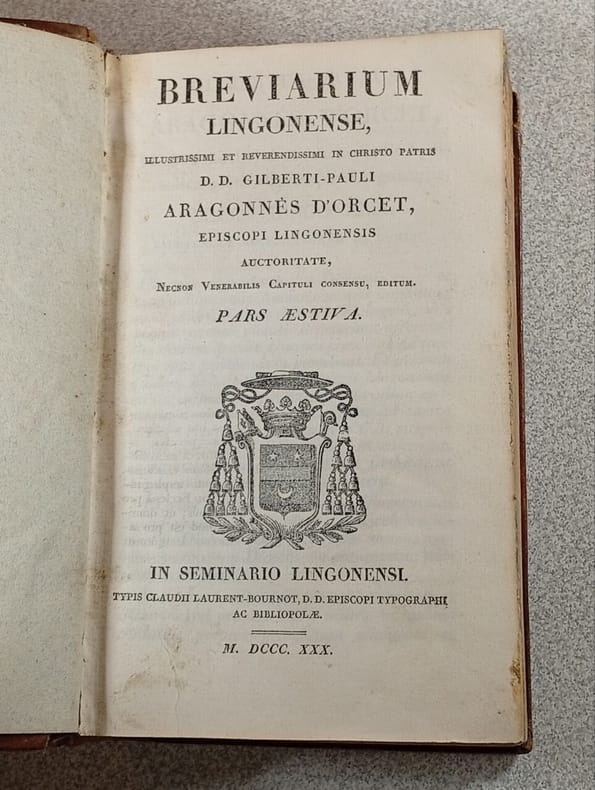 BREVIARIUM
LINGONENSE,
ILLUSTRISSIMI ET REVERENDISSIMI IN CHRISTO PATRIS
D. D. GILBERTI-PAULI
ARAGONNÈS D'ORCET,
EPISCOPI LINGONENSIS
AUCTORITATE,
Necnon Venerabilis Capituli consensu, editum.
PARS ÆSTIVA.
IN SEMINARIO LINGONENSI.
TYPIS CLAUDII LAURENT-BOURNOT, D. D. EPISCOPI TYPOGRAPHI
AC BIBLIOPOLÆ.
M. DCCC. XXX.